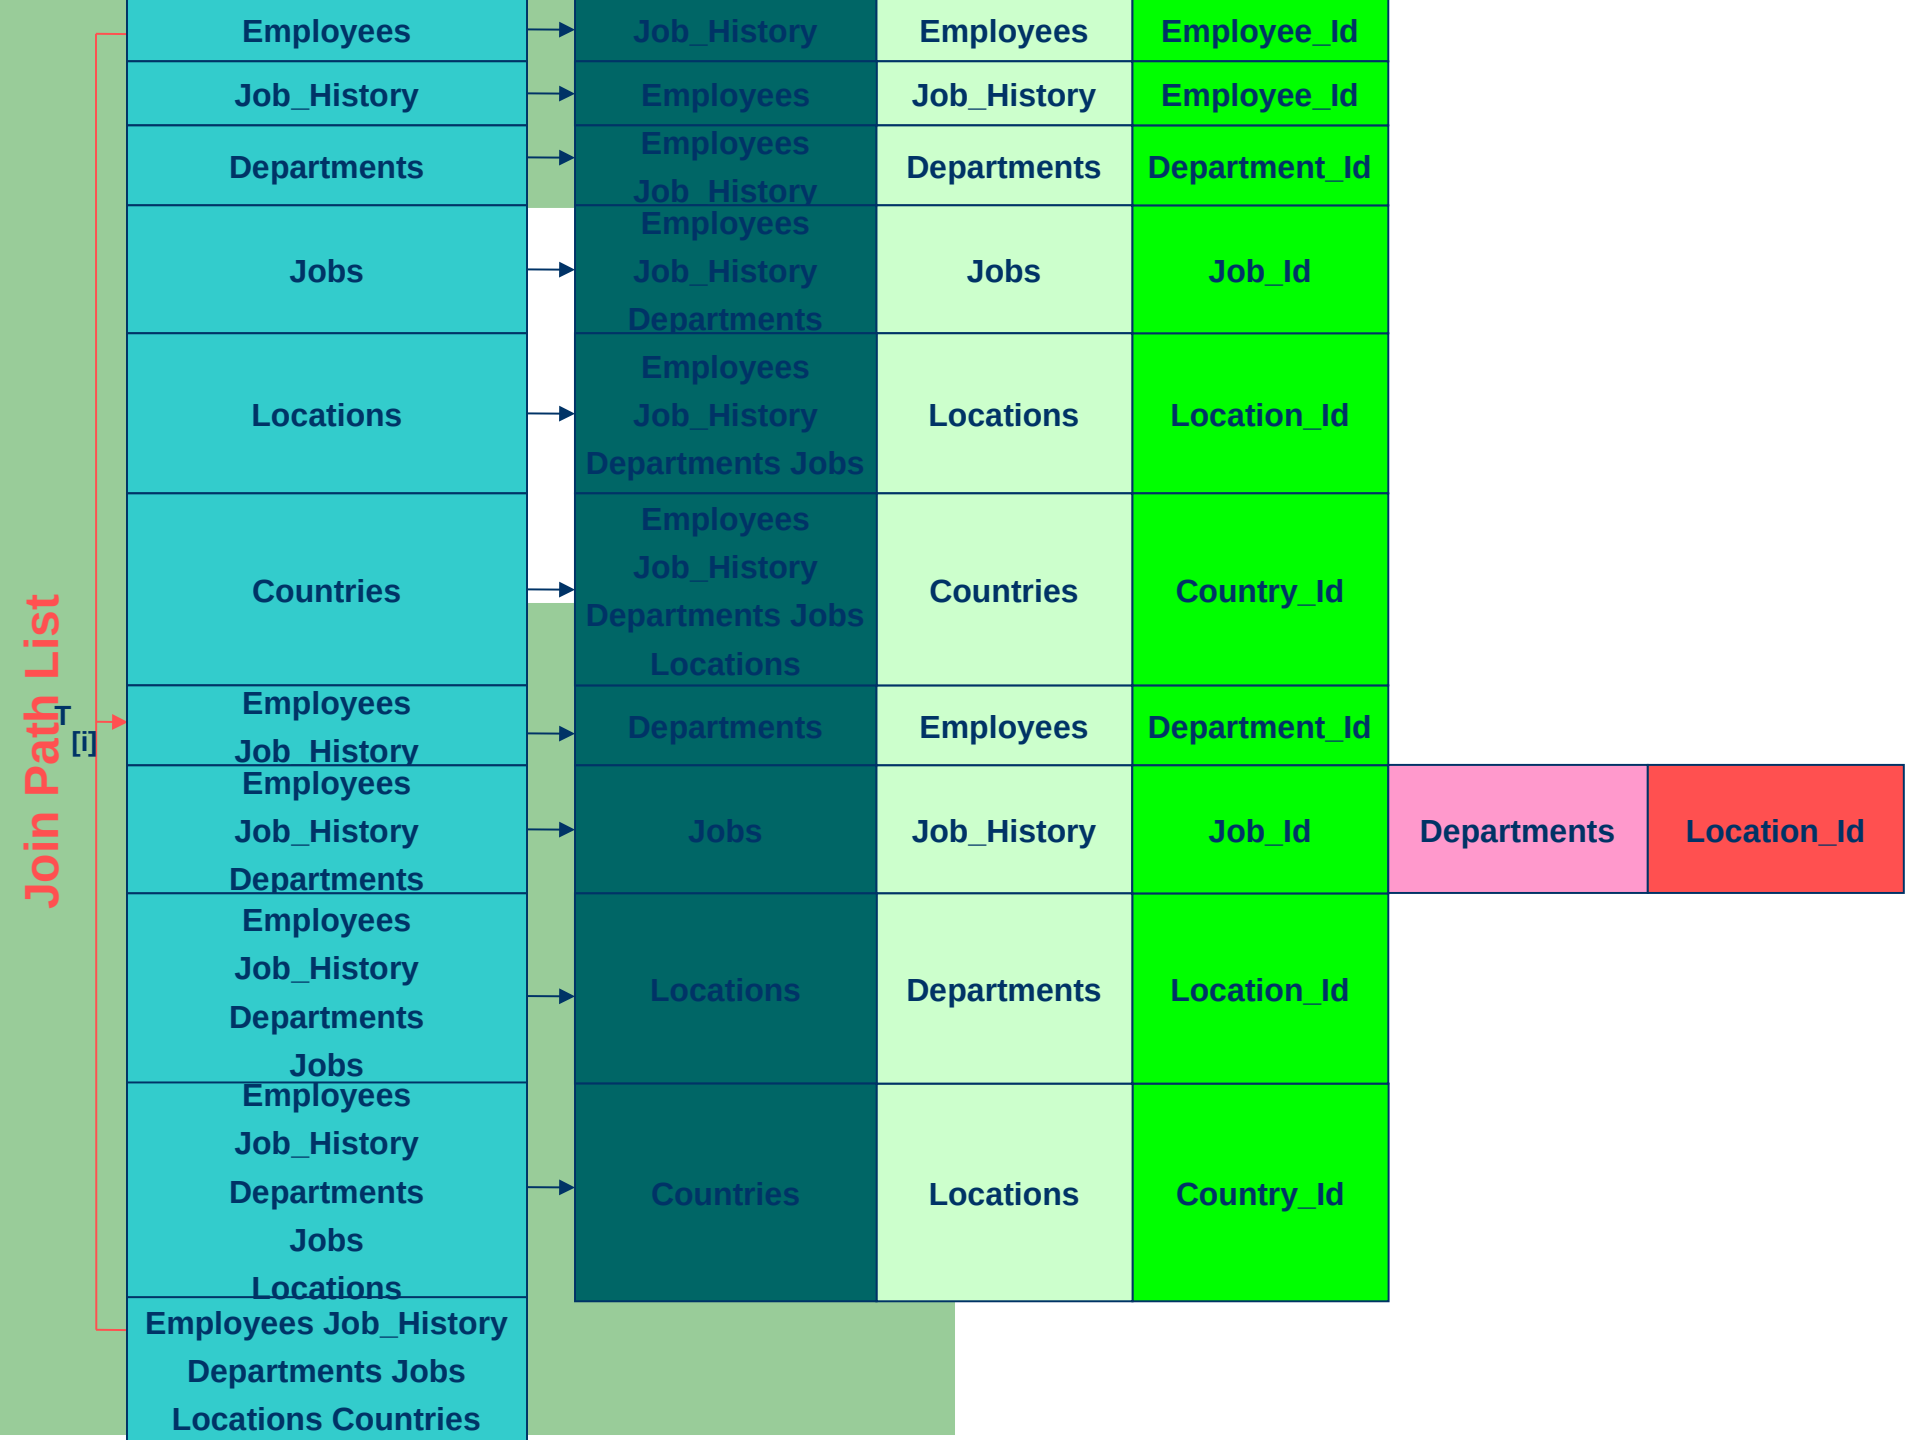 Join Path List
T
[i]
Employees
Job_History
Employees
Employee_Id
Job_History
Employees
Job_History
Employee_Id
Departments
Employees
Job_History
Departments
Department_Id
Jobs
Employees
Job_History
Departments
Jobs
Job_Id
Locations
Employees
Job_History
Departments Jobs
Locations
Location_Id
Countries
Employees
Job_History
Departments Jobs
Locations
Countries
Country_Id
Employees
Job_History
Departments
Employees
Department_Id
Employees
Job_History
Departments
Jobs
Job_History
Job_Id
Departments
Location_Id
Employees
Job_History
Departments
Jobs
Locations
Departments
Location_Id
Employees
Job_History
Departments
Jobs
Locations
Countries
Locations
Country_Id
Employees Job_History
Departments Jobs
Locations Countries